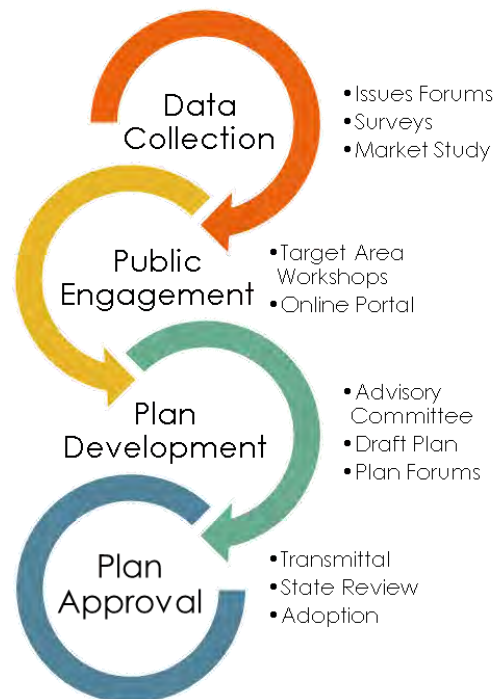 Data
Collection
• Issues Forums
• Surveys
• Market Study
Public
Engagement
• Target Area
Workshops
• Online Portal
Plan
Development
• Advisory
Committee
• Draft Plan
• Plan Forums
Plan
Approval
• Transmittal
• State Review
• Adoption